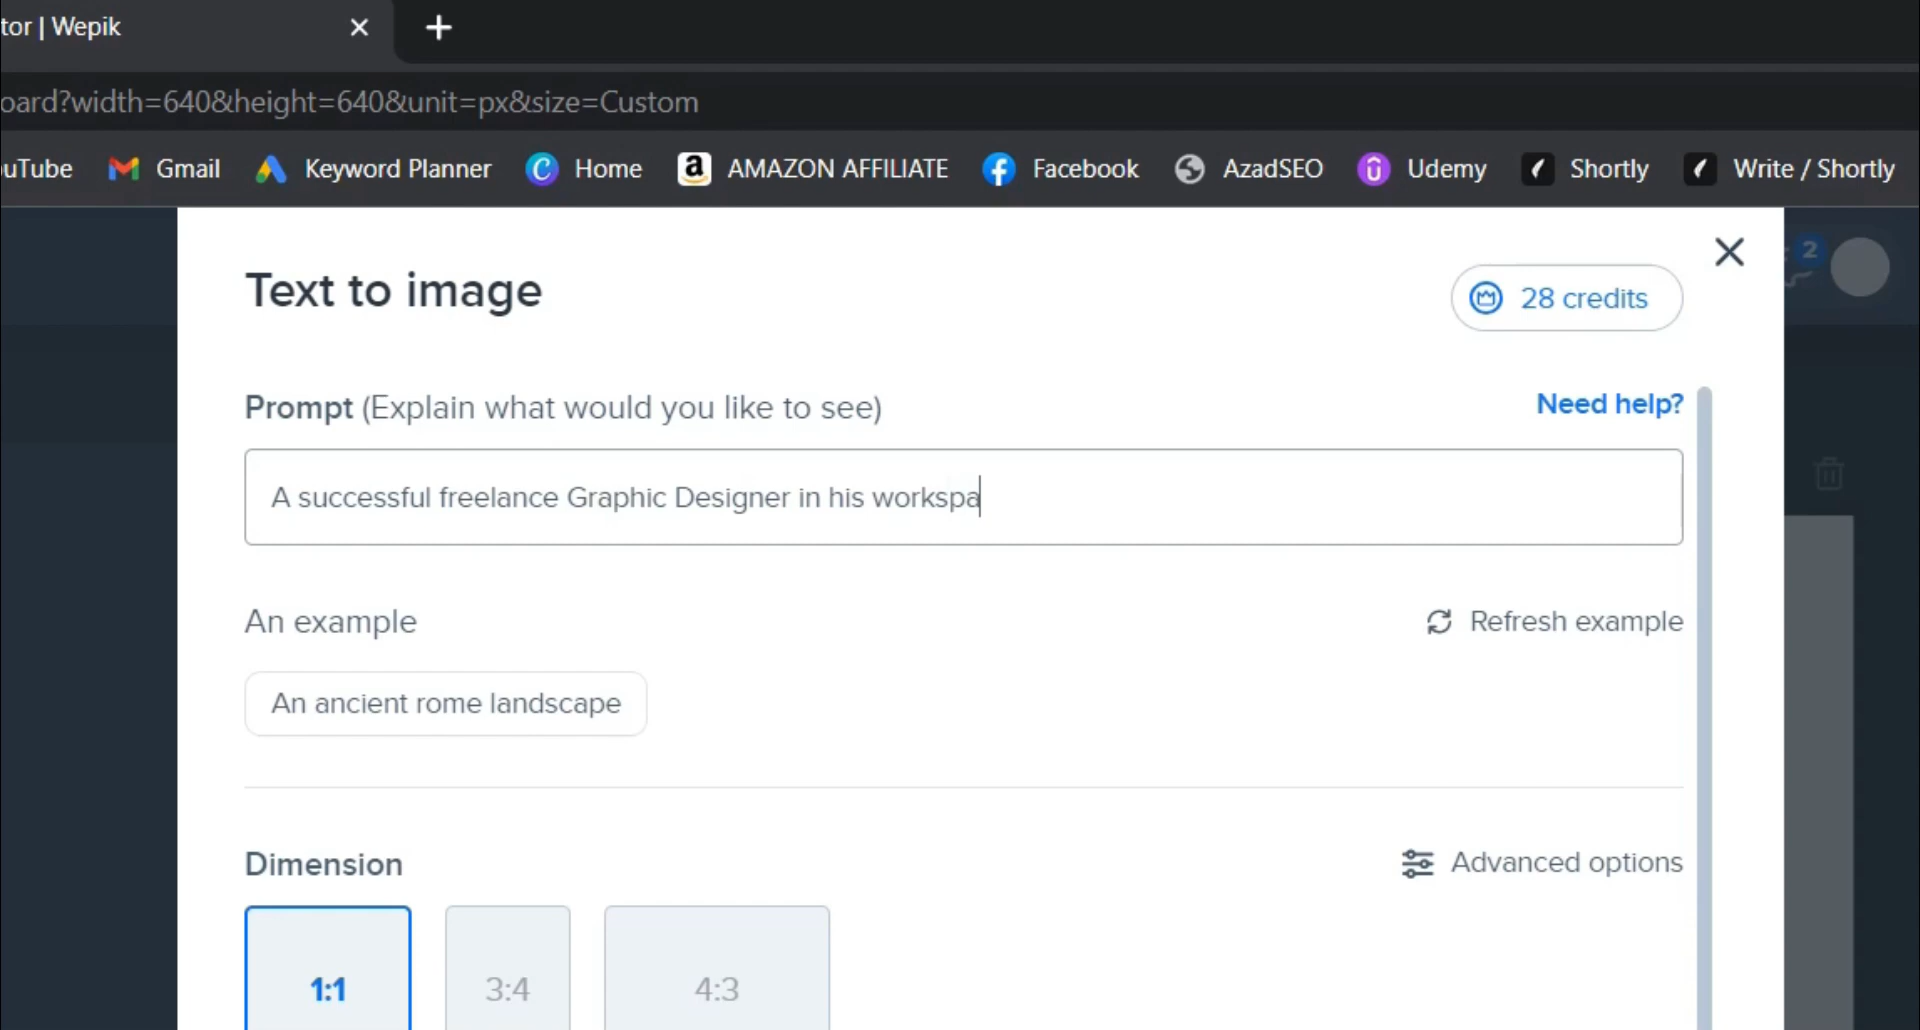 tor | Wepik
oard?width=640&height=640&unit=px&size=Custom
ouTube Gmail Keyword Planner Home AMAZON AFFILIATE Facebook AzadSEO Udemy Shortly Write / Shortly
2
Text to image
28 credits
Prompt (Explain what would you like to see)
Need help?
A successful freelance Graphic Designer in his workspa
An example
Refresh example
An ancient rome landscape
Dimension
Advanced options
1:1 3:4 4:3